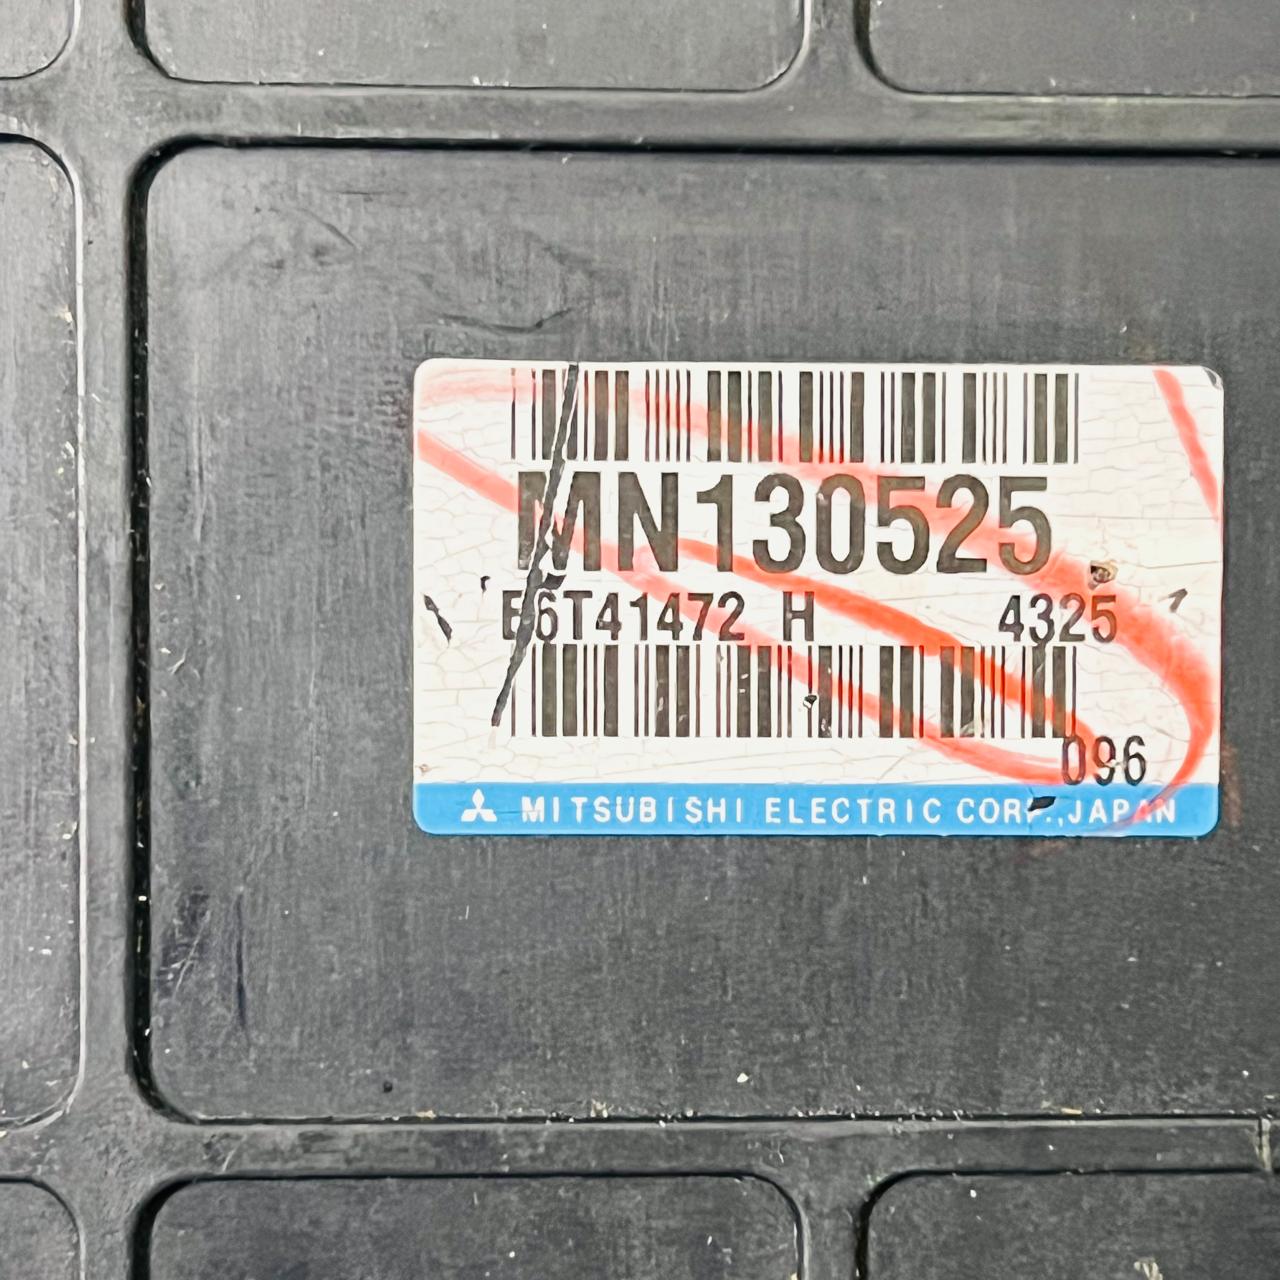 MN130525
E6T41472 H 4325
096
MITSUBISHI ELECTRIC CORP.,JAPAN